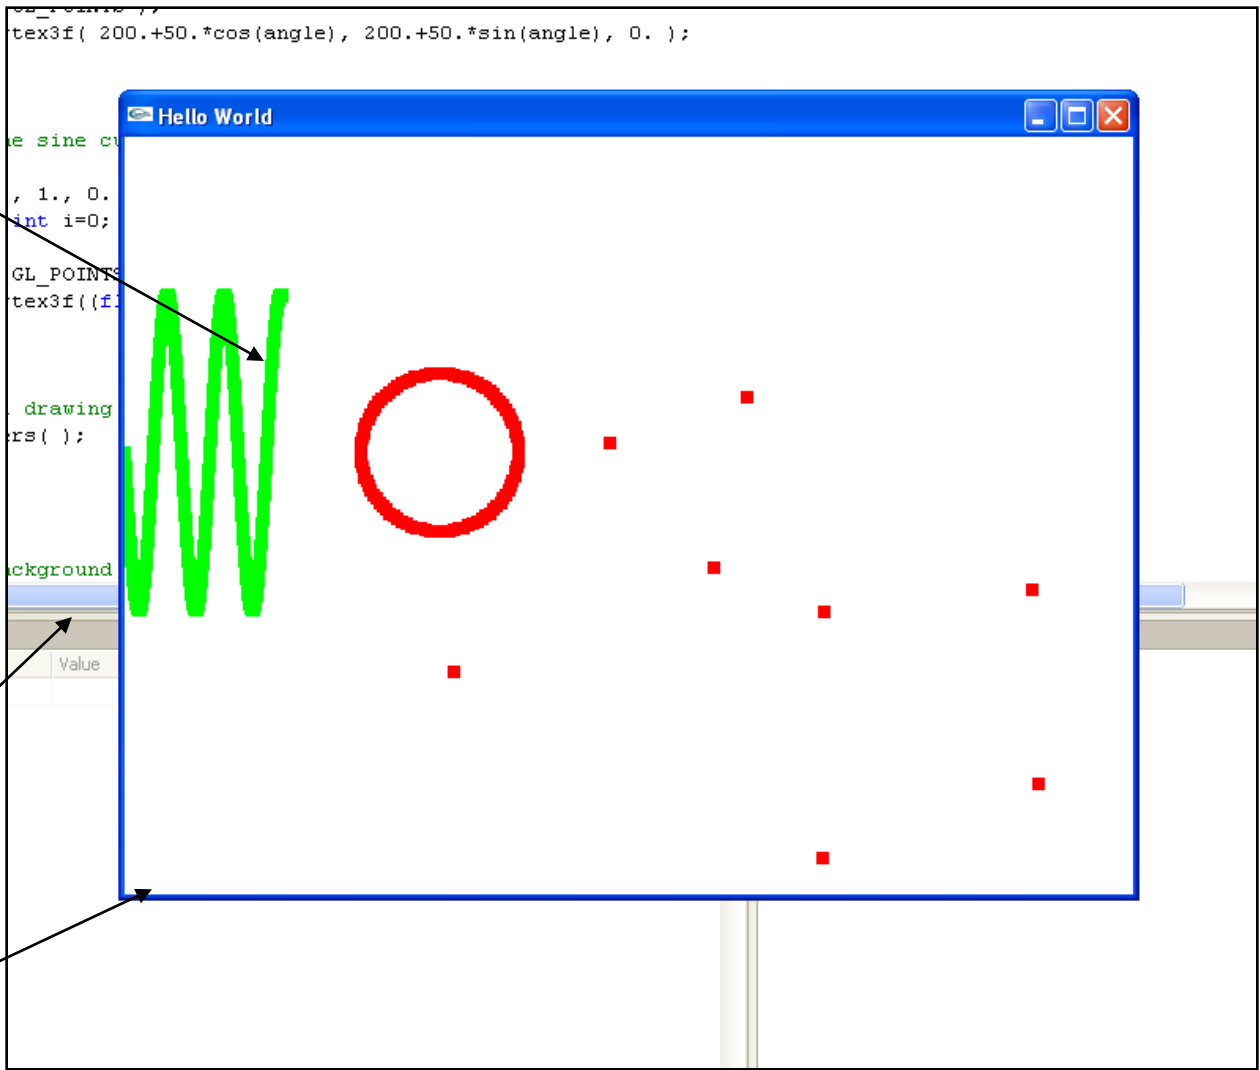 GL_POINTS );
tex3f( 200.+50.*cos(angle), 200.+50.*sin(angle), 0. );
Hello World
e sine cu
, 1., 0.
int i=0;
GL_POINTS
tex3f((fl
drawing
rs( );
ckground
Value